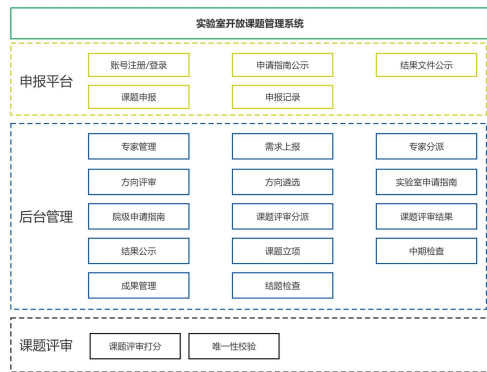 实验室开放课题管理系统
申报平台
账号注册/登录
申请指南公示
结果文件公示
课题申报
申报记录
后台管理
专家管理
需求上报
专家分派
方向评审
方向遴选
实验室申请指南
院级申请指南
课题评审分派
课题评审结果
结果公示
课题立项
中期检查
成果管理
结题检查
课题评审
课题评审打分
唯一性校验